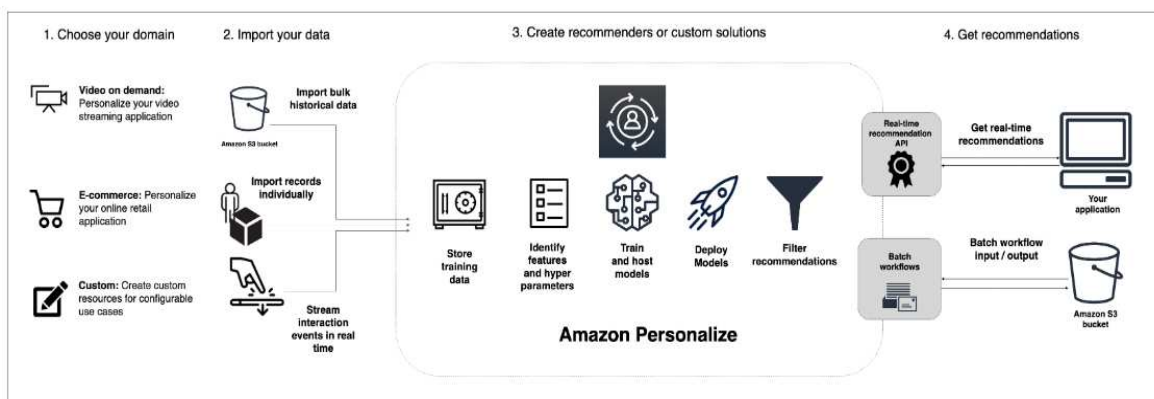 1. Choose your domain
2. Import your data
3. Create recommenders or custom solutions
4. Get recommendations
Video on demand:
Personalize your video
streaming application
E-commerce: Personalize
your online retail
application
Custom: Create custom
resources for configurable
use cases
Import bulk
historical data
Amazon S3 bucket
Import records
individually
Stream
interaction
events in real
time
Store
training
data
Identify
features
and hyper
parameters
Train
and host
models
Deploy
Models
Filter
recommendations
Amazon Personalize
Real-time
recommendation
API
Get real-time
recommendations
Your
application
Batch
workflows
Batch workflow
input / output
Amazon S3
bucket